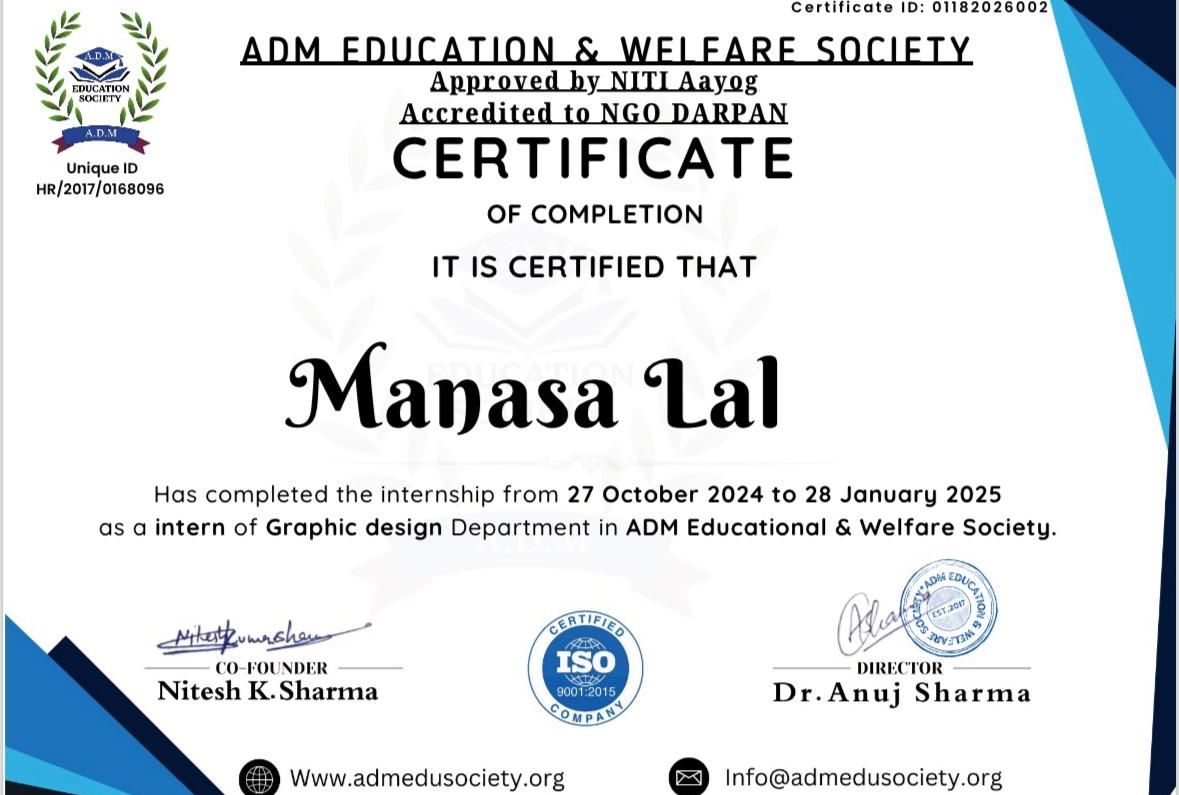 Certificate ID: 01182026002
ADM EDUCATION & WELFARE SOCIETY
Approved by NITI Aayog
Accredited to NGO DARPAN
A.D.M
EDUCATION
SOCIETY
A.D.M
Unique ID
HR/2017/0168096
CERTIFICATE
OF COMPLETION
IT IS CERTIFIED THAT
A.D.M
EDUCATION
Manasa Lal
Has completed the internship from 27 October 2024 to 28 January 2025
as a intern of Graphic design Department in ADM Educational & Welfare Society.
A.D.M
NiteshKumarSharma
CO-FOUNDER
Nitesh K.Sharma
CERTIFIED
ISO
9001:2015
COMPANY
ADM EDUCATION & WELFARE SOCIETY
EST.2017
DIRECTOR
Dr.Anuj Sharma
Www.admedusociety.org
Info@admedusociety.org